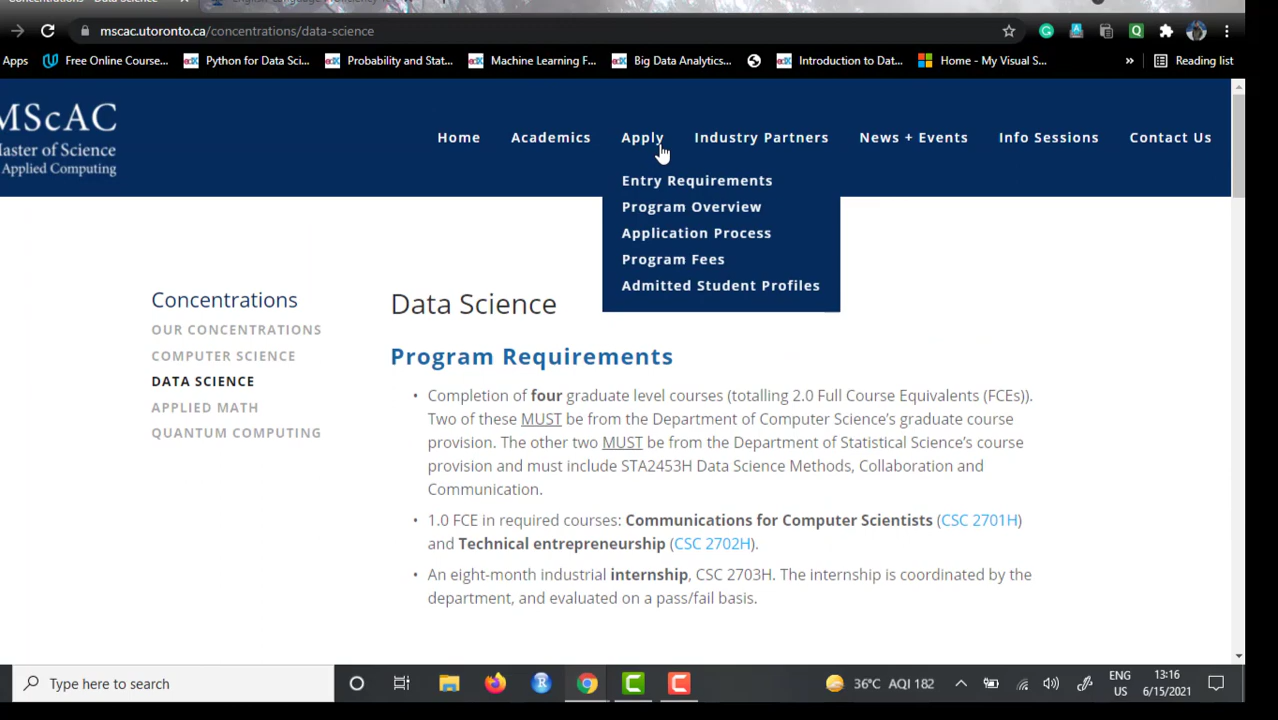 mscac.utoronto.ca/concentrations/data-science
Apps Free Online Course... Python for Data Sci... Probability and Stat... Machine Learning F... Big Data Analytics... Introduction to Dat... Home - My Visual S... » Reading list
MScAC
Master of Science
Applied Computing
Home Academics Apply Industry Partners News + Events Info Sessions Contact Us
Entry Requirements
Program Overview
Application Process
Program Fees
Admitted Student Profiles
Concentrations
OUR CONCENTRATIONS
COMPUTER SCIENCE
DATA SCIENCE
APPLIED MATH
QUANTUM COMPUTING
Data Science
Program Requirements
• Completion of four graduate level courses (totalling 2.0 Full Course Equivalents (FCEs)).
Two of these MUST be from the Department of Computer Science's graduate course
provision. The other two MUST be from the Department of Statistical Science's course
provision and must include STA2453H Data Science Methods, Collaboration and
Communication.
• 1.0 FCE in required courses: Communications for Computer Scientists (CSC 2701H)
and Technical entrepreneurship (CSC 2702H).
• An eight-month industrial internship, CSC 2703H. The internship is coordinated by the
department, and evaluated on a pass/fail basis.
Type here to search
36°C AQI 182
ENG
US
13:16
6/15/2021